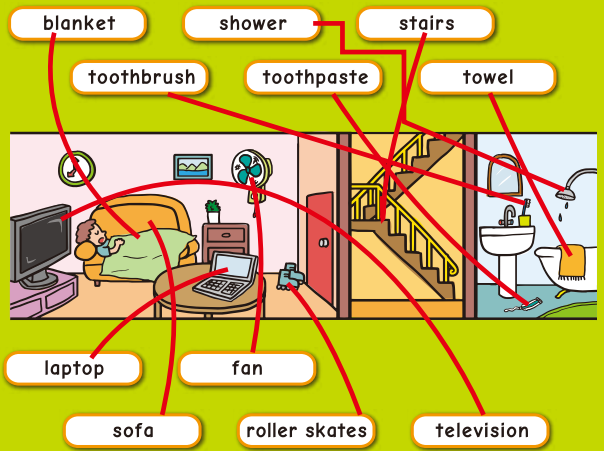 blanket
shower
stairs
toothbrush
toothpaste
towel
laptop
fan
sofa
roller skates
television